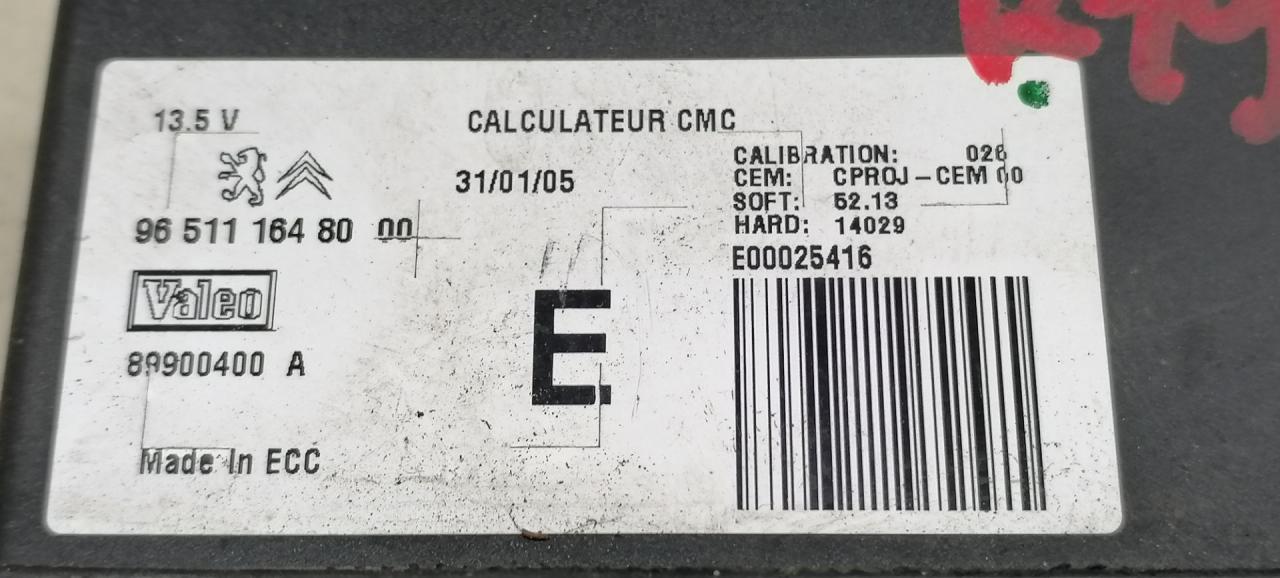 13.5 V
CALCULATEUR CMC
31/01/05
CALIBRATION: 026
CEM: CPROJ-CEM 00
SOFT: 52.13
HARD: 14029
E00025416
96 511 164 80 00
Valeo
89900400 A
E
Made In ECC